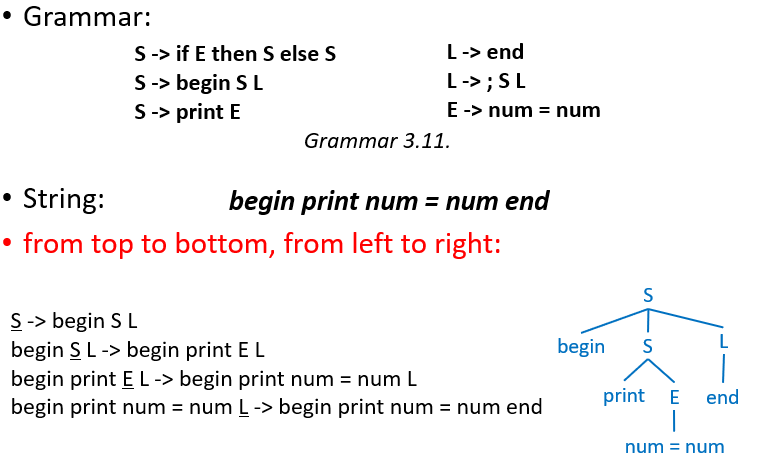 • Grammar:
S -> if E then S else S
S -> begin S L
S -> print E
L -> end
L -> ; S L
E -> num = num
Grammar 3.11.
• String:
begin print num = num end
• from top to bottom, from left to right:
S -> begin S L
begin S L -> begin print E L
begin print E L -> begin print num = num L
begin print num = num L -> begin print num = num end
S
begin S L
print E end
num = num